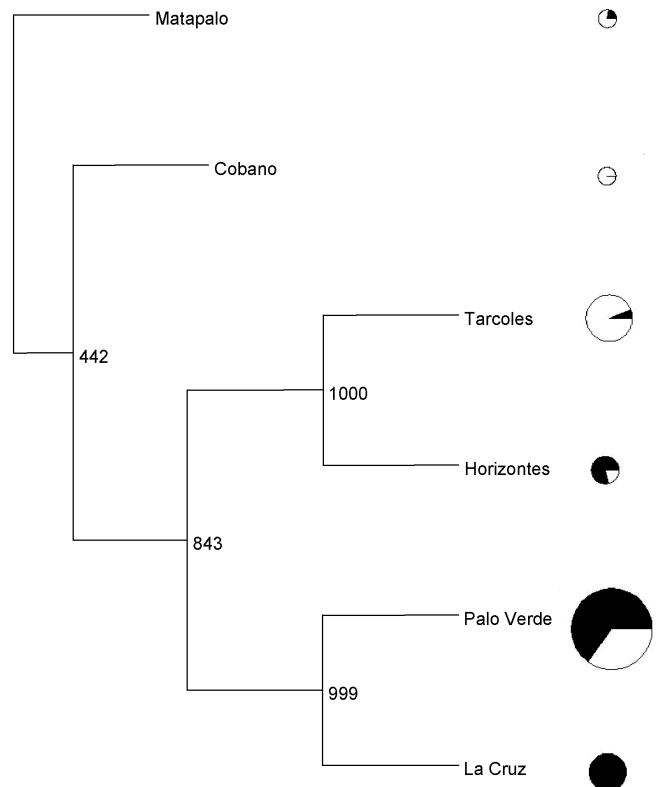 Matapalo
Cobano
Tarcoles
442
1000
Horizontes
843
Palo Verde
999
La Cruz